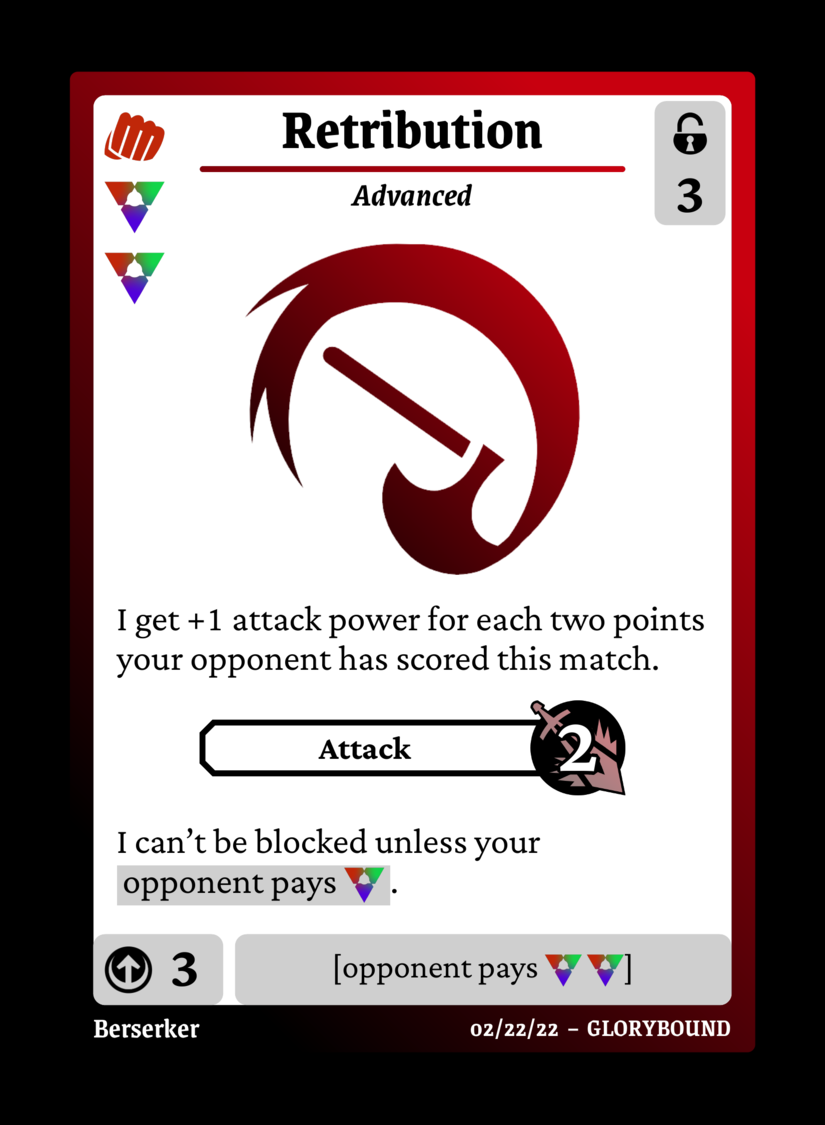 Retribution
Advanced
3
I get +1 attack power for each two points
your opponent has scored this match.
Attack
2
I can’t be blocked unless your
opponent pays .
3
[opponent pays ]
Berserker
02/22/22 – GLORYBOUND